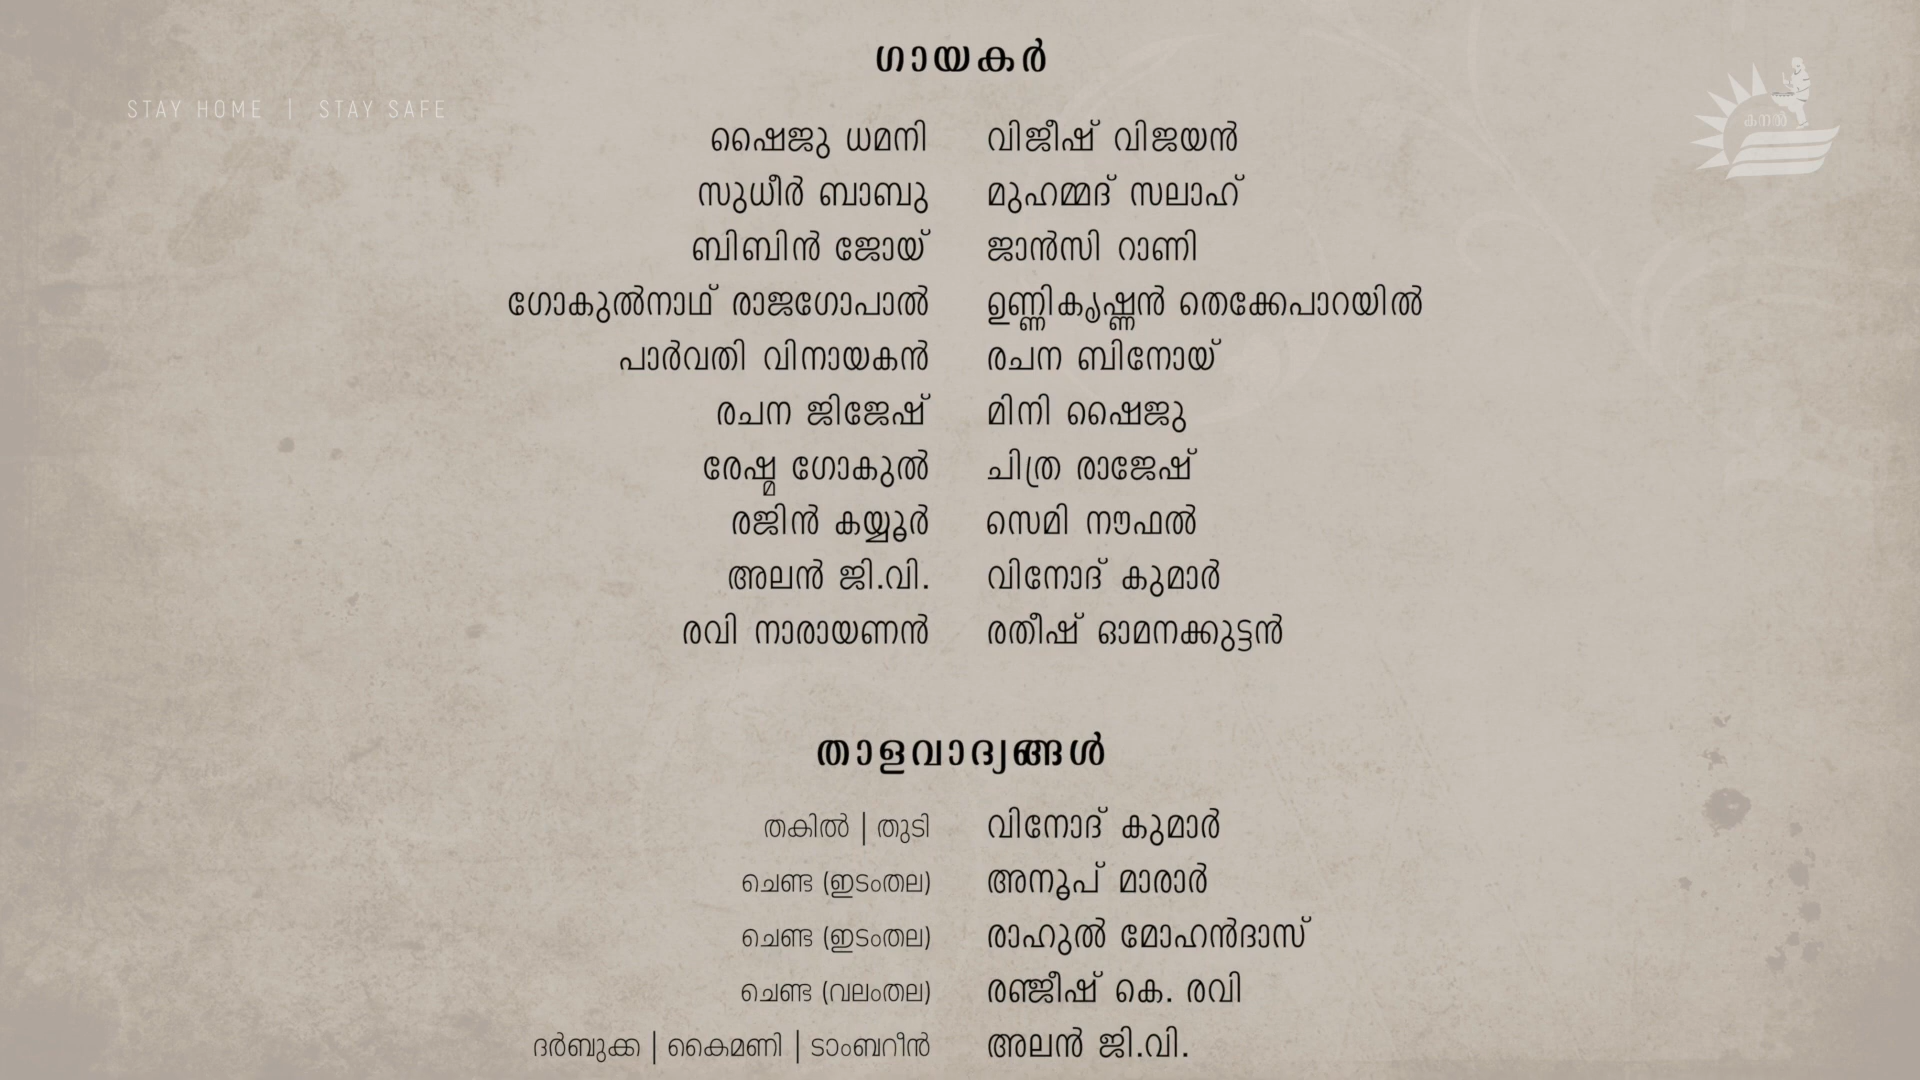 ഗായകർ
STAY HOME | STAY SAFE
കനൽ
ഷൈജു ധമനി വിജീഷ് വിജയൻ
സുധീർ ബാബു മുഹമ്മദ് സലാഹ്
ബിബിൻ ജോയ് ജാൻസി റാണി
ഗോകുൽനാഥ് രാജഗോപാൽ ഉണ്ണികൃഷ്ണൻ തെക്കേപാറയിൽ
പാർവതി വിനായകൻ രചന ബിനോയ്
രചന ജിജേഷ് മിനി ഷൈജു
രേഷ്മ ഗോകുൽ ചിത്ര രാജേഷ്
രജിൻ കയ്യൂർ സെമി നൗഫൽ
അലൻ ജി.വി. വിനോദ് കുമാർ
രവി നാരായണൻ രതീഷ് ഓമനക്കുട്ടൻ
താളവാദ്യങ്ങൾ
തകിൽ | തുടി വിനോദ് കുമാർ
ചെണ്ട (ഇടംതല) അനൂപ് മാരാർ
ചെണ്ട (ഇടംതല) രാഹുൽ മോഹൻദാസ്
ചെണ്ട (വലംതല) രഞ്ജീഷ് കെ. രവി
ദർബുക്ക | കൈമണി | ടാംബറീൻ അലൻ ജി.വി.